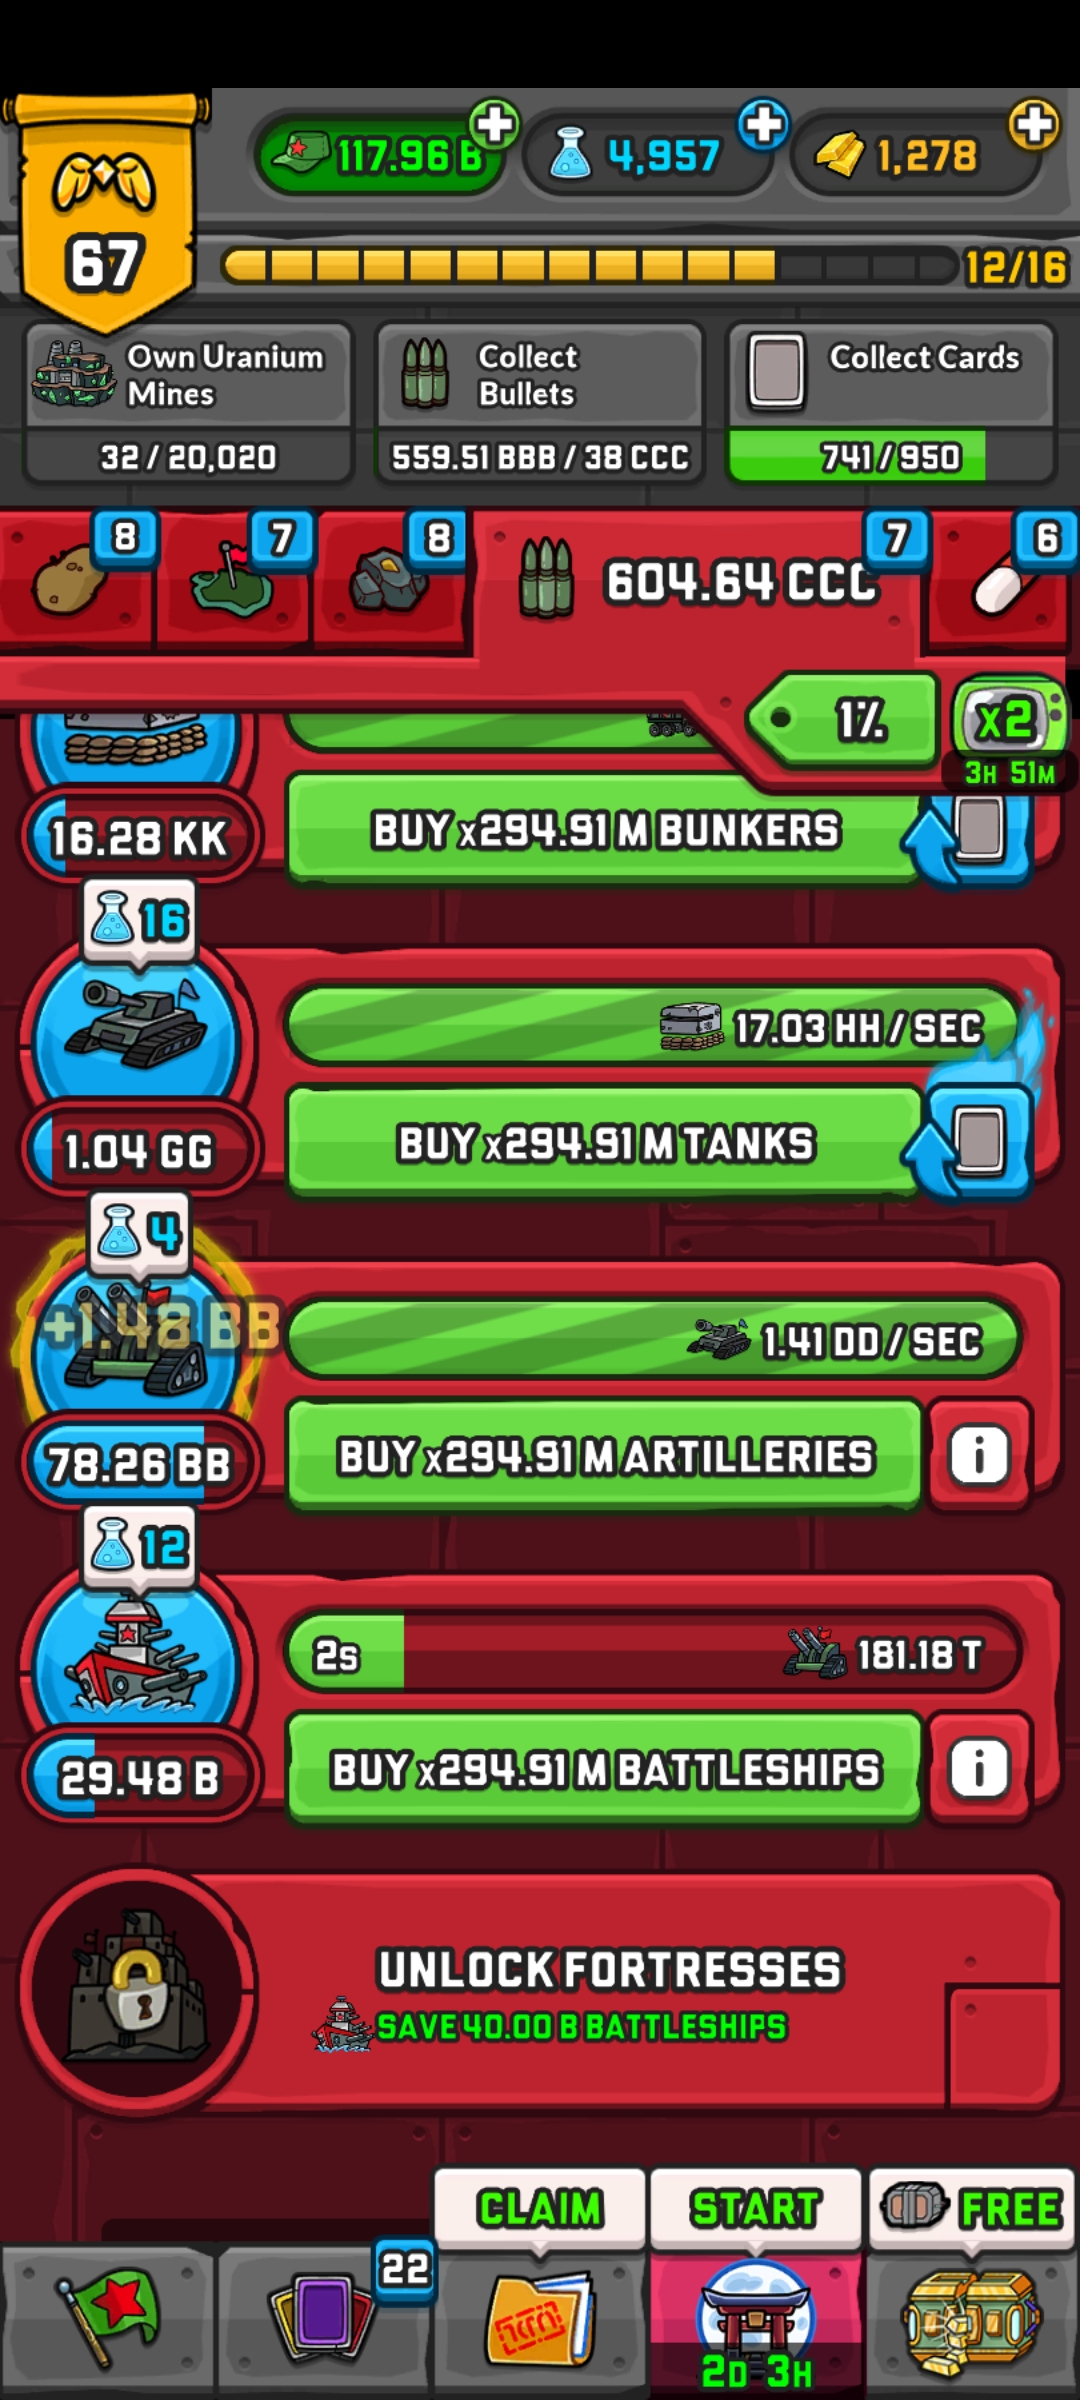 117.96 B
4,957
1,278
67
12/16
Own Uranium
Mines
32 / 20,020
Collect
Bullets
559.51 BBB / 38 CCC
Collect Cards
741 / 950
8
7
8
604.64 CCC
7
6
1%
x2
3H 51M
16.28 KK
BUY x294.91 M BUNKERS
16
17.03 HH / SEC
1.04 GG
BUY x294.91 M TANKS
4
+1.48 BB
1.41 DD / SEC
78.26 BB
BUY x294.91 M ARTILLERIES
i
12
2s
181.18 T
29.48 B
BUY x294.91 M BATTLESHIPS
i
UNLOCK FORTRESSES
SAVE 40.00 B BATTLESHIPS
CLAIM
START
FREE
22
2D 3H